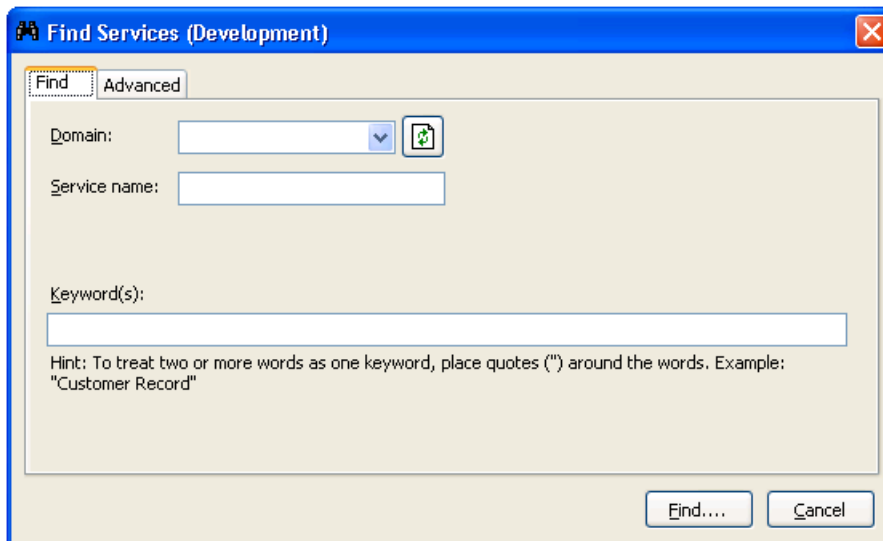 Find Services (Development)
Find Advanced
Domain:
Service name:
Keyword(s):
Hint: To treat two or more words as one keyword, place quotes (") around the words. Example:
"Customer Record"
Find.... Cancel